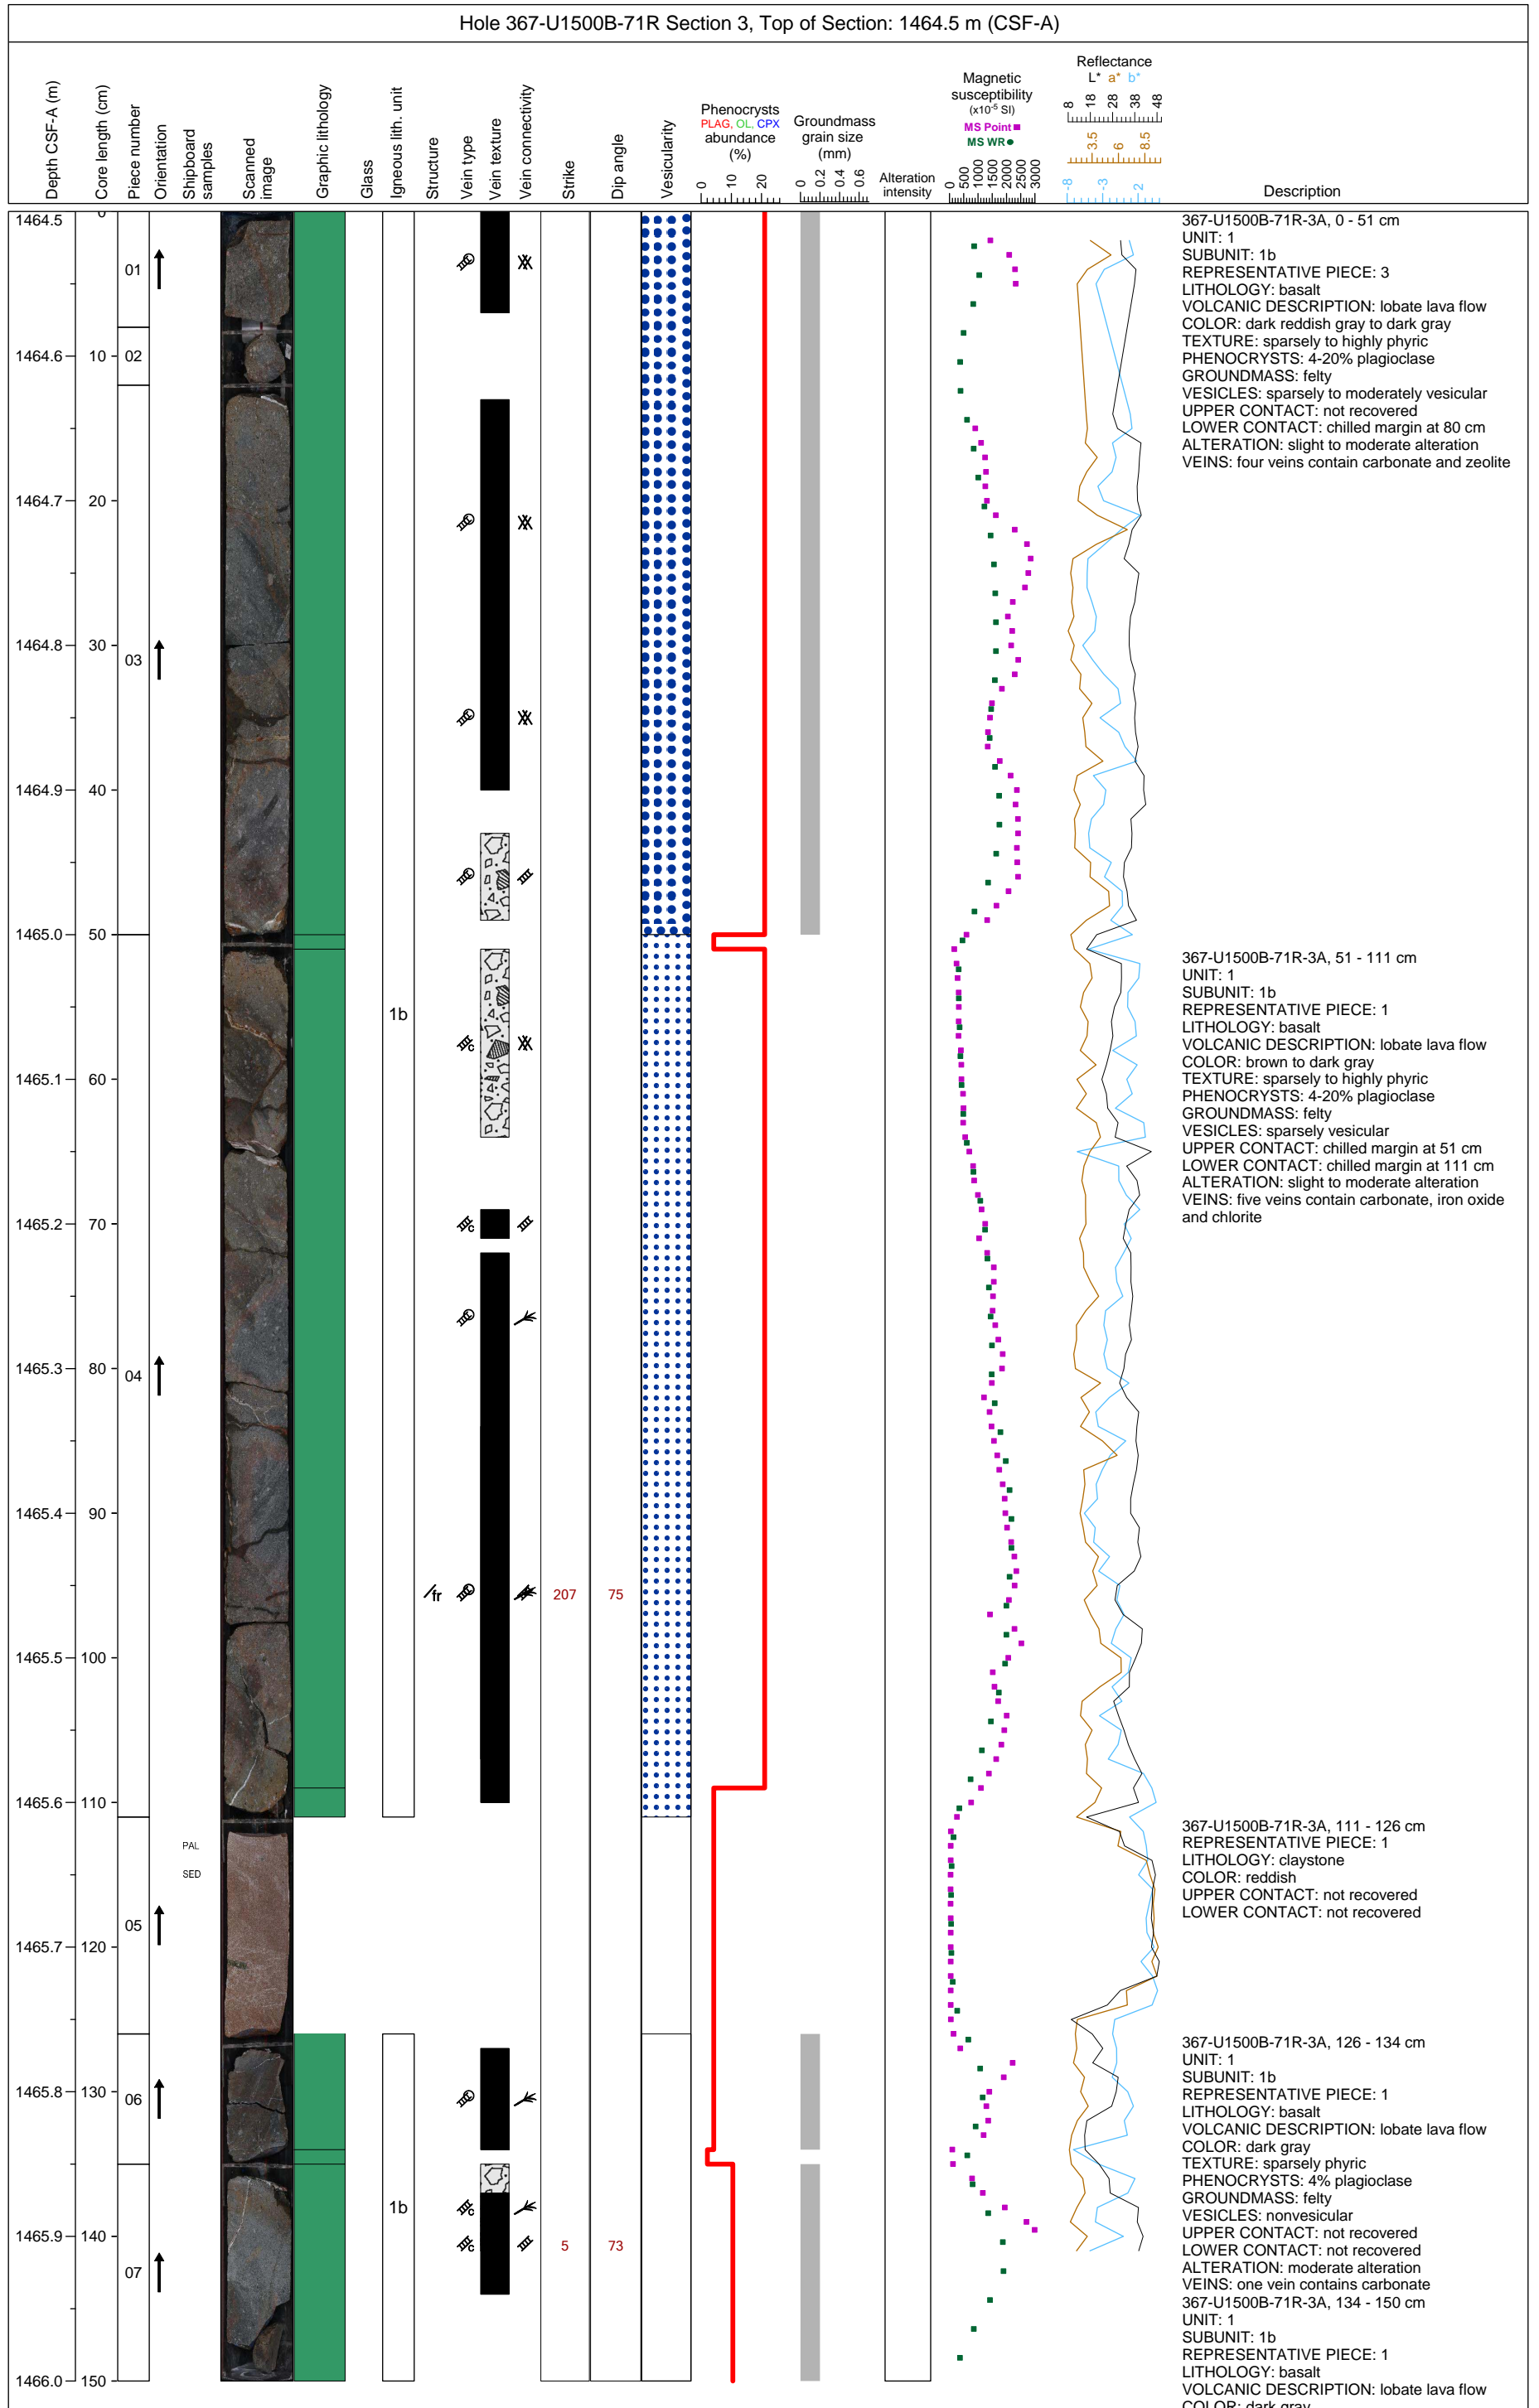 Hole 367-U1500B-71R Section 3, Top of Section: 1464.5 m (CSF-A)
Depth CSF-A (m)
Core length (cm)
Piece number
Orientation
Shipboard samples
Scanned image
Graphic lithology
Glass
Igneous lith. unit
Structure
Vein type
Vein texture
Vein connectivity
Strike
Dip angle
Vesicularity
Phenocrysts
PLAG, OL, CPX
abundance
(%)
0 10 20
Groundmass
grain size
(mm)
0 0.2 0.4 0.6
Alteration
intensity
Magnetic
susceptibility
(x10⁻⁵ SI)
MS Point
MS WR
0 500 1000 1500 2000 2500 3000
Reflectance
L* a* b*
8 18 28 38 48
3.5 6 8.5
-8 -3 2
Description
1464.5 0
01
1464.6 10 02
1464.7 20
1464.8 30
03
1464.9 40
1465.0 50
1b
1465.1 60
1465.2 70
1465.3 80
04
1465.4 90
fr 207 75
1465.5 100
1465.6 110
PAL
SED
05
1465.7 120
1465.8 130
06
1b
1465.9 140
5 73
07
1466.0 150
367-U1500B-71R-3A, 0 - 51 cm
UNIT: 1
SUBUNIT: 1b
REPRESENTATIVE PIECE: 3
LITHOLOGY: basalt
VOLCANIC DESCRIPTION: lobate lava flow
COLOR: dark reddish gray to dark gray
TEXTURE: sparsely to highly phyric
PHENOCRYSTS: 4-20% plagioclase
GROUNDMASS: felty
VESICLES: sparsely to moderately vesicular
UPPER CONTACT: not recovered
LOWER CONTACT: chilled margin at 80 cm
ALTERATION: slight to moderate alteration
VEINS: four veins contain carbonate and zeolite
367-U1500B-71R-3A, 51 - 111 cm
UNIT: 1
SUBUNIT: 1b
REPRESENTATIVE PIECE: 1
LITHOLOGY: basalt
VOLCANIC DESCRIPTION: lobate lava flow
COLOR: brown to dark gray
TEXTURE: sparsely to highly phyric
PHENOCRYSTS: 4-20% plagioclase
GROUNDMASS: felty
VESICLES: sparsely vesicular
UPPER CONTACT: chilled margin at 51 cm
LOWER CONTACT: chilled margin at 111 cm
ALTERATION: slight to moderate alteration
VEINS: five veins contain carbonate, iron oxide
and chlorite
367-U1500B-71R-3A, 111 - 126 cm
REPRESENTATIVE PIECE: 1
LITHOLOGY: claystone
COLOR: reddish
UPPER CONTACT: not recovered
LOWER CONTACT: not recovered
367-U1500B-71R-3A, 126 - 134 cm
UNIT: 1
SUBUNIT: 1b
REPRESENTATIVE PIECE: 1
LITHOLOGY: basalt
VOLCANIC DESCRIPTION: lobate lava flow
COLOR: dark gray
TEXTURE: sparsely phyric
PHENOCRYSTS: 4% plagioclase
GROUNDMASS: felty
VESICLES: nonvesicular
UPPER CONTACT: not recovered
LOWER CONTACT: not recovered
ALTERATION: moderate alteration
VEINS: one vein contains carbonate
367-U1500B-71R-3A, 134 - 150 cm
UNIT: 1
SUBUNIT: 1b
REPRESENTATIVE PIECE: 1
LITHOLOGY: basalt
VOLCANIC DESCRIPTION: lobate lava flow
COLOR: dark gray